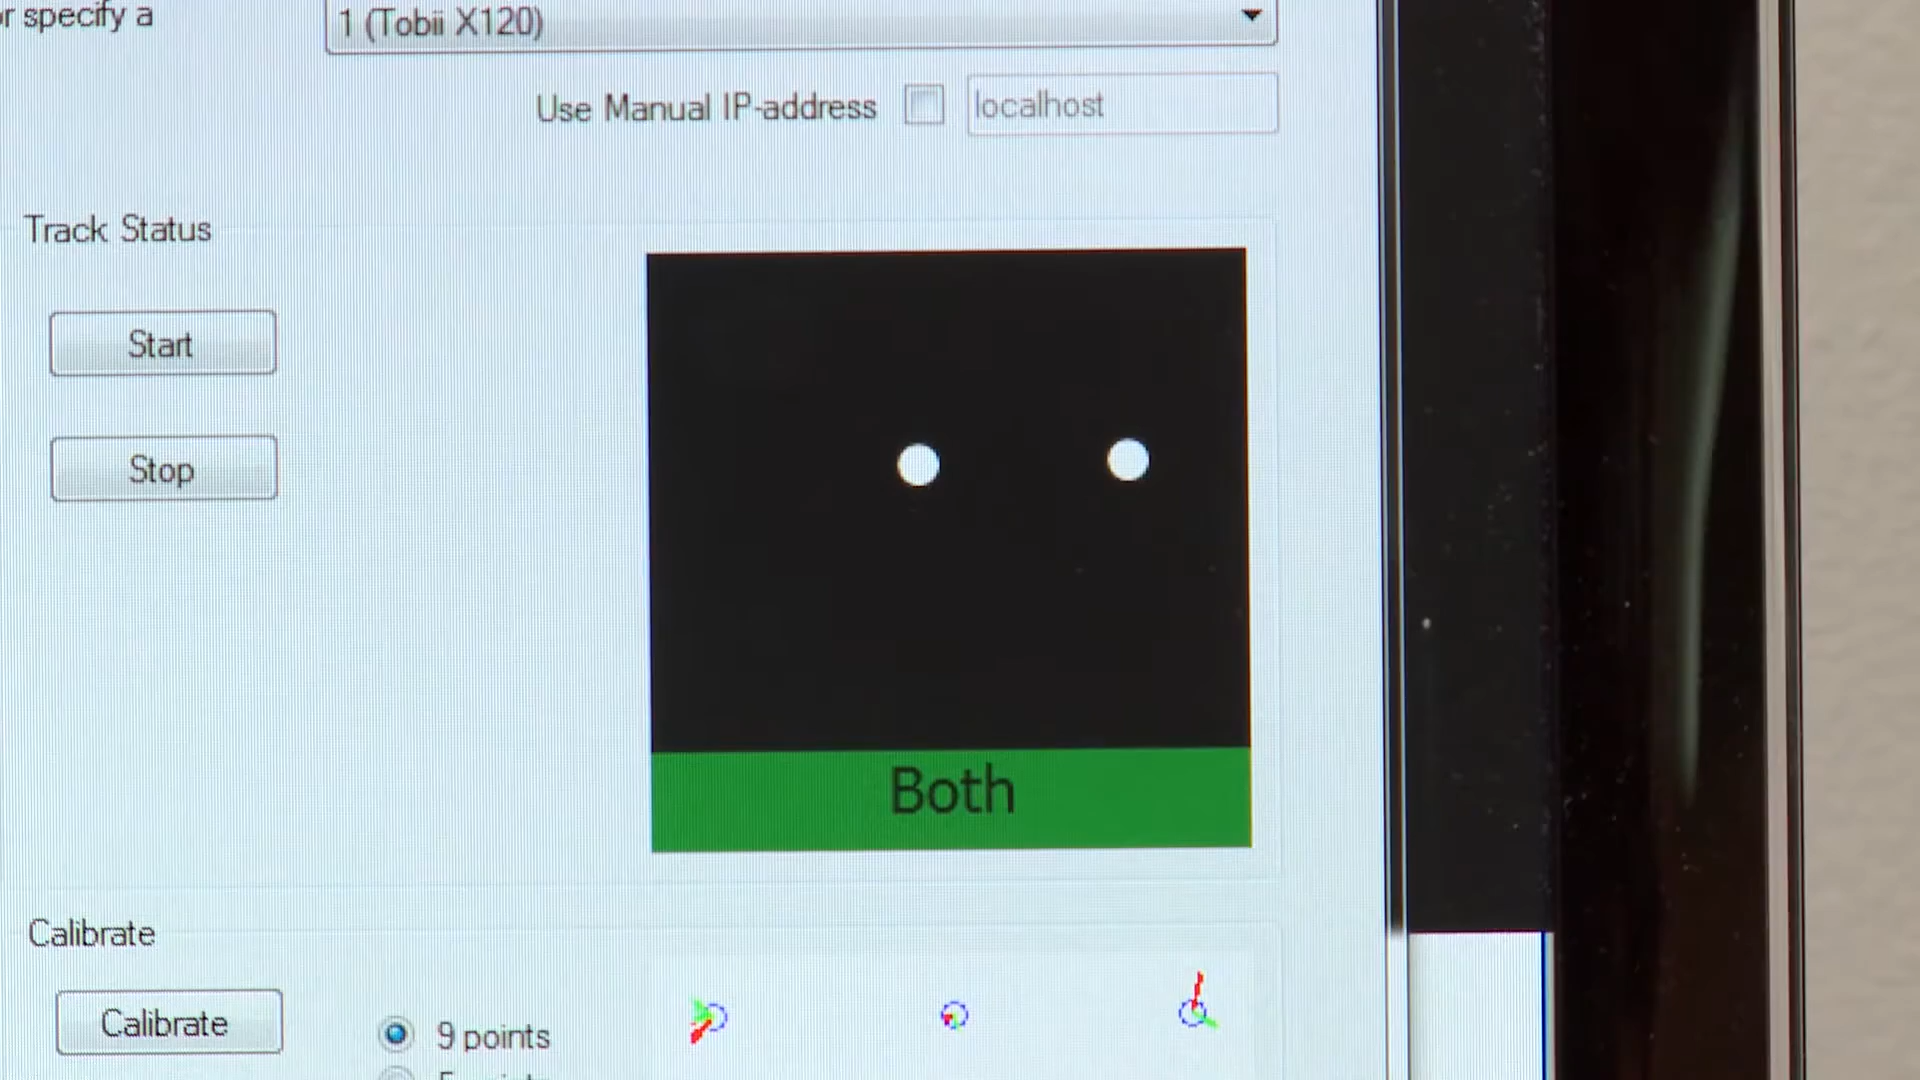 r specify a
1 (Tobii X120)
Use Manual IP-address
localhost
Track Status
Start
Stop
Both
Calibrate
Calibrate
9 points